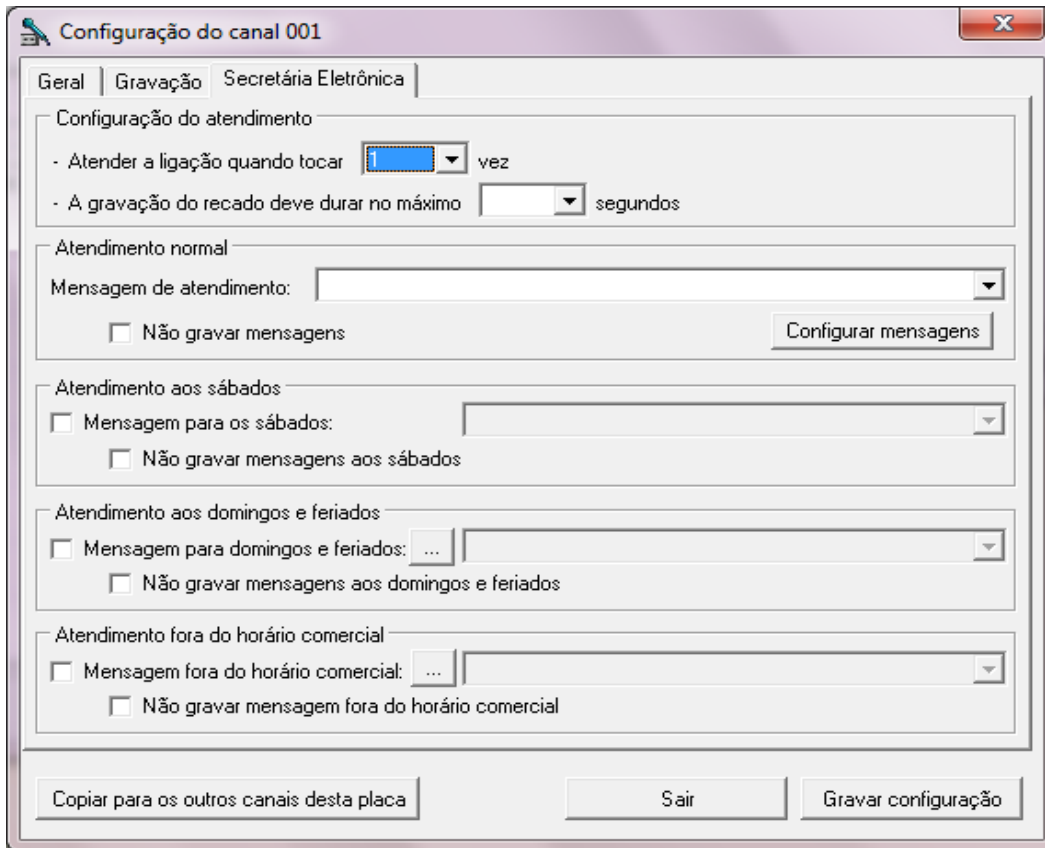 Configuração do canal 001
Geral Gravação Secretária Eletrônica
Configuração do atendimento
- Atender a ligação quando tocar 1 vez
- A gravação do recado deve durar no máximo segundos
Atendimento normal
Mensagem de atendimento:
Não gravar mensagens Configurar mensagens
Atendimento aos sábados
Mensagem para os sábados:
Não gravar mensagens aos sábados
Atendimento aos domingos e feriados
Mensagem para domingos e feriados: ...
Não gravar mensagens aos domingos e feriados
Atendimento fora do horário comercial
Mensagem fora do horário comercial: ...
Não gravar mensagem fora do horário comercial
Copiar para os outros canais desta placa Sair Gravar configuração